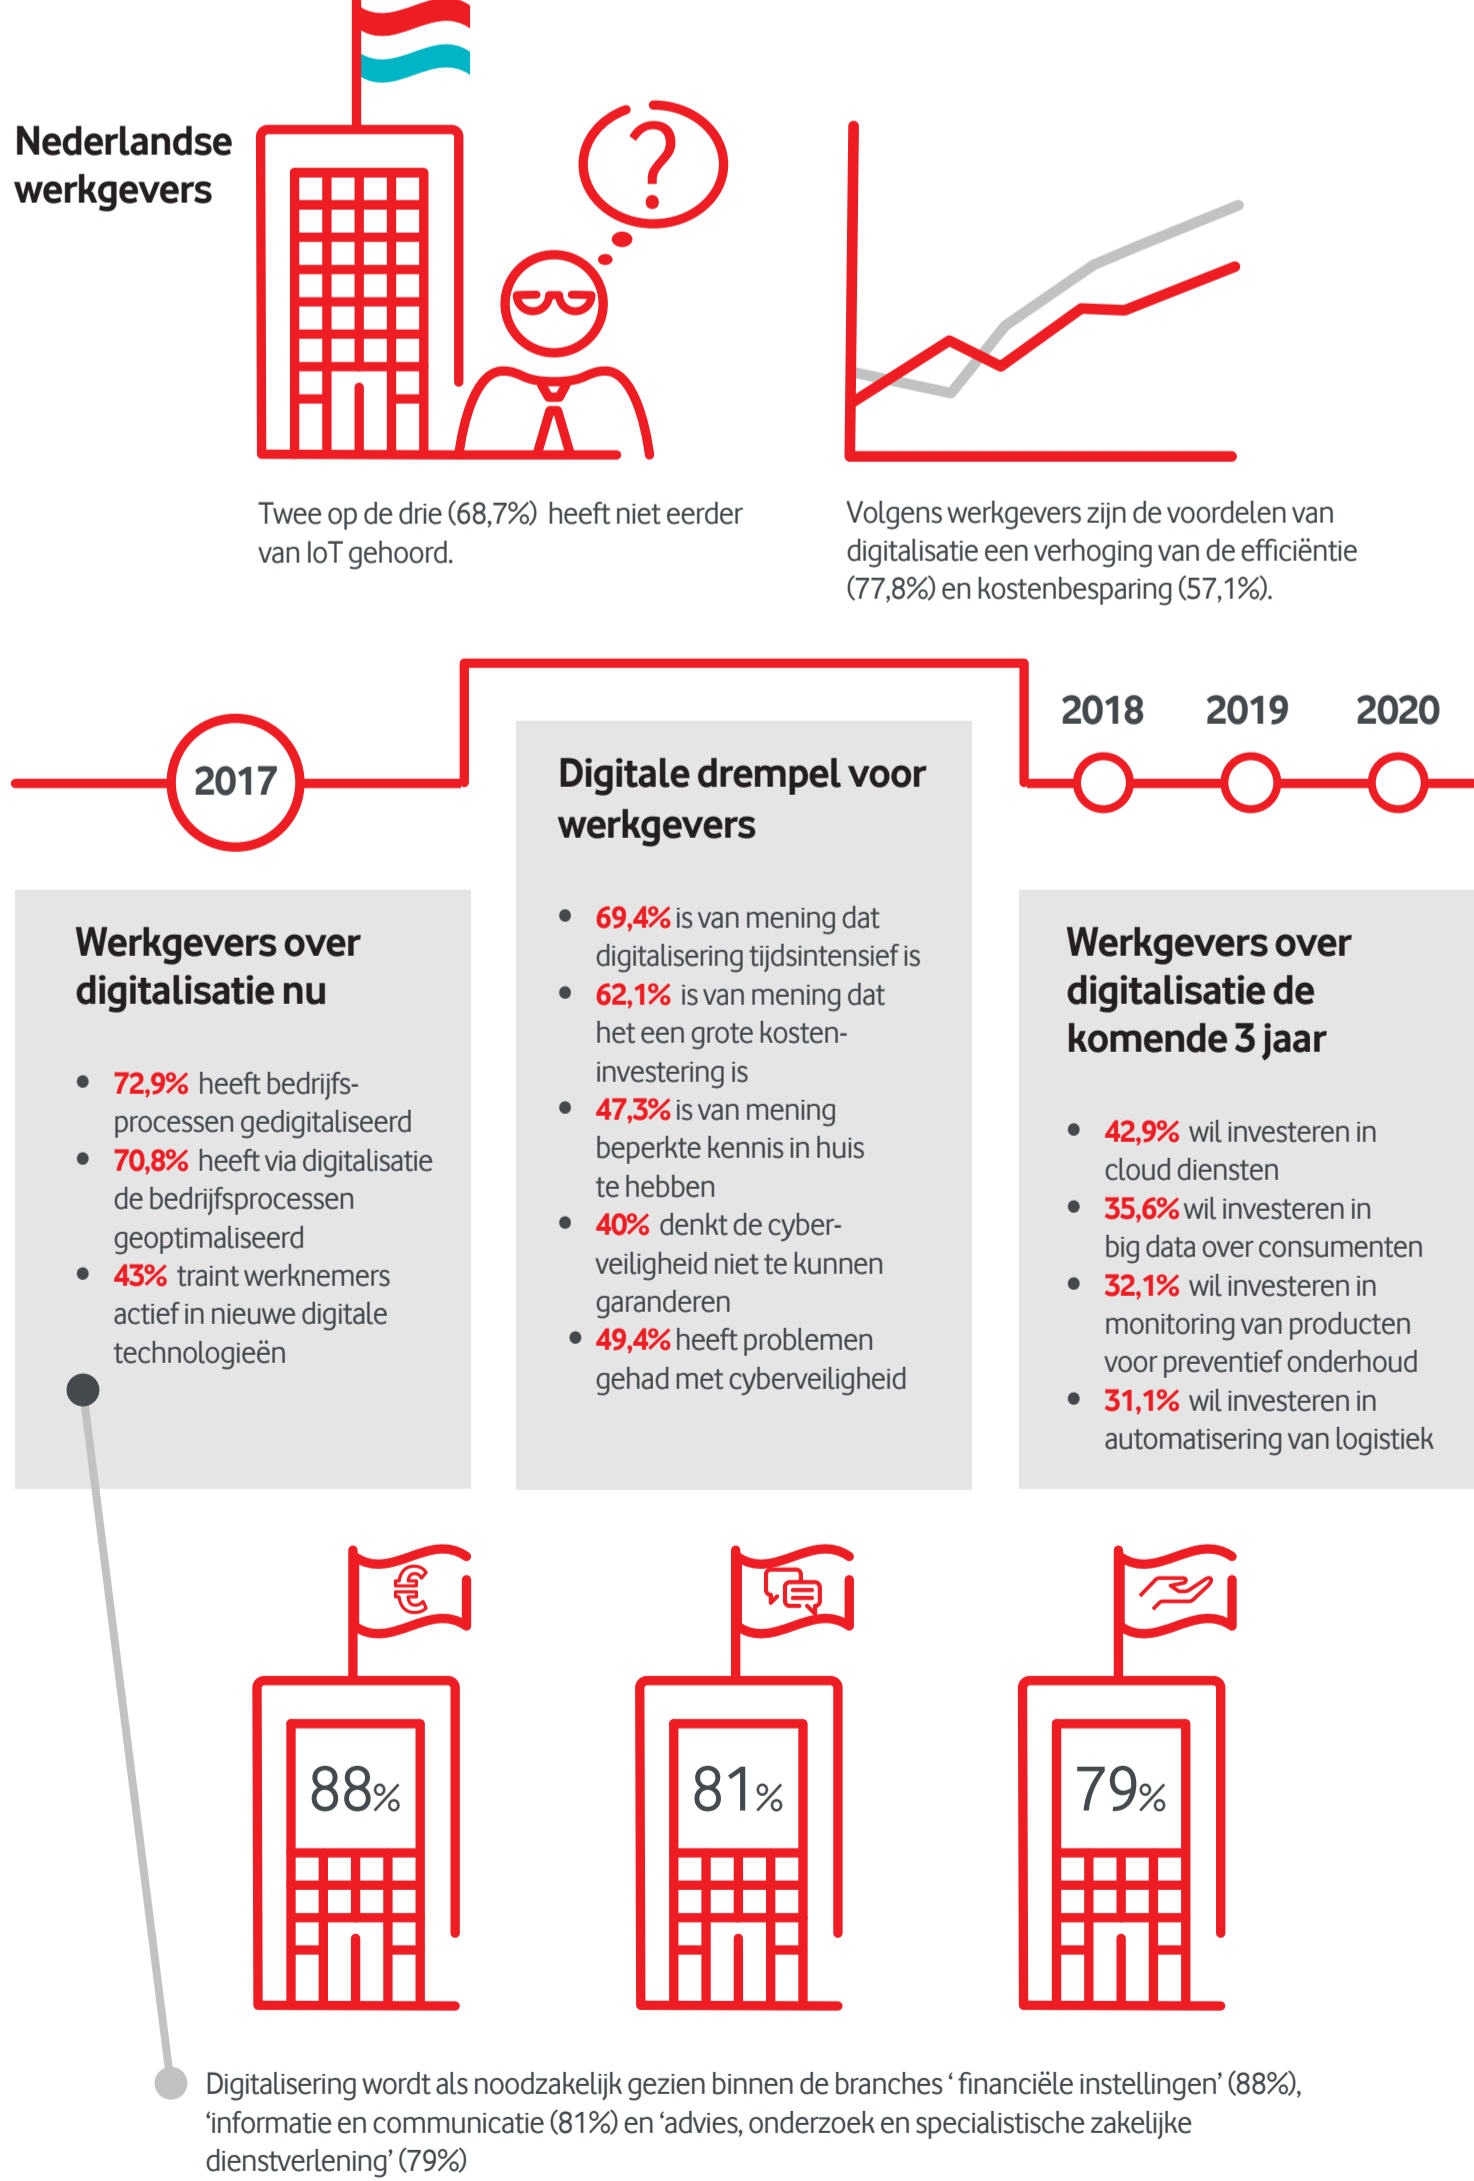 Nederlandse
werkgevers
?
Twee op de drie (68,7%) heeft niet eerder
van IoT gehoord.
Volgens werkgevers zijn de voordelen van
digitalisatie een verhoging van de efficiëntie
(77,8%) en kostenbesparing (57,1%).
2017
2018 2019 2020
Werkgevers over
digitalisatie nu
• 72,9% heeft bedrijfs-
processen gedigitaliseerd
• 70,8% heeft via digitalisatie
de bedrijfsprocessen
geoptimaliseerd
• 43% traint werknemers
actief in nieuwe digitale
technologieën
Digitale drempel voor
werkgevers
• 69,4% is van mening dat
digitalisering tijdsintensief is
• 62,1% is van mening dat
het een grote kosten-
investering is
• 47,3% is van mening
beperkte kennis in huis
te hebben
• 40% denkt de cyber-
veiligheid niet te kunnen
garanderen
• 49,4% heeft problemen
gehad met cyberveiligheid
Werkgevers over
digitalisatie de
komende 3 jaar
• 42,9% wil investeren in
cloud diensten
• 35,6% wil investeren in
big data over consumenten
• 32,1% wil investeren in
monitoring van producten
voor preventief onderhoud
• 31,1% wil investeren in
automatisering van logistiek
€
88%
81%
79%
Digitalisering wordt als noodzakelijk gezien binnen de branches ‘ financiële instellingen’ (88%),
‘informatie en communicatie (81%) en ‘advies, onderzoek en specialistische zakelijke
dienstverlening’ (79%)